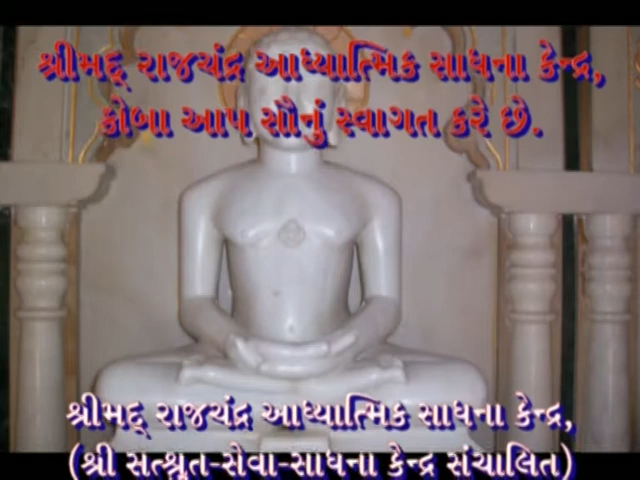 શ્રીમદ્ રાજચંદ્ર આધ્યાત્મિક સાધના કેન્દ્ર,
કોબા આપ સૌનું સ્વાગત કરે છે.
શ્રીમદ્ રાજચંદ્ર આધ્યાત્મિક સાધના કેન્દ્ર,
(શ્રી સત્શ્રુત-સેવા-સાધના કેન્દ્ર સંચાલિત)